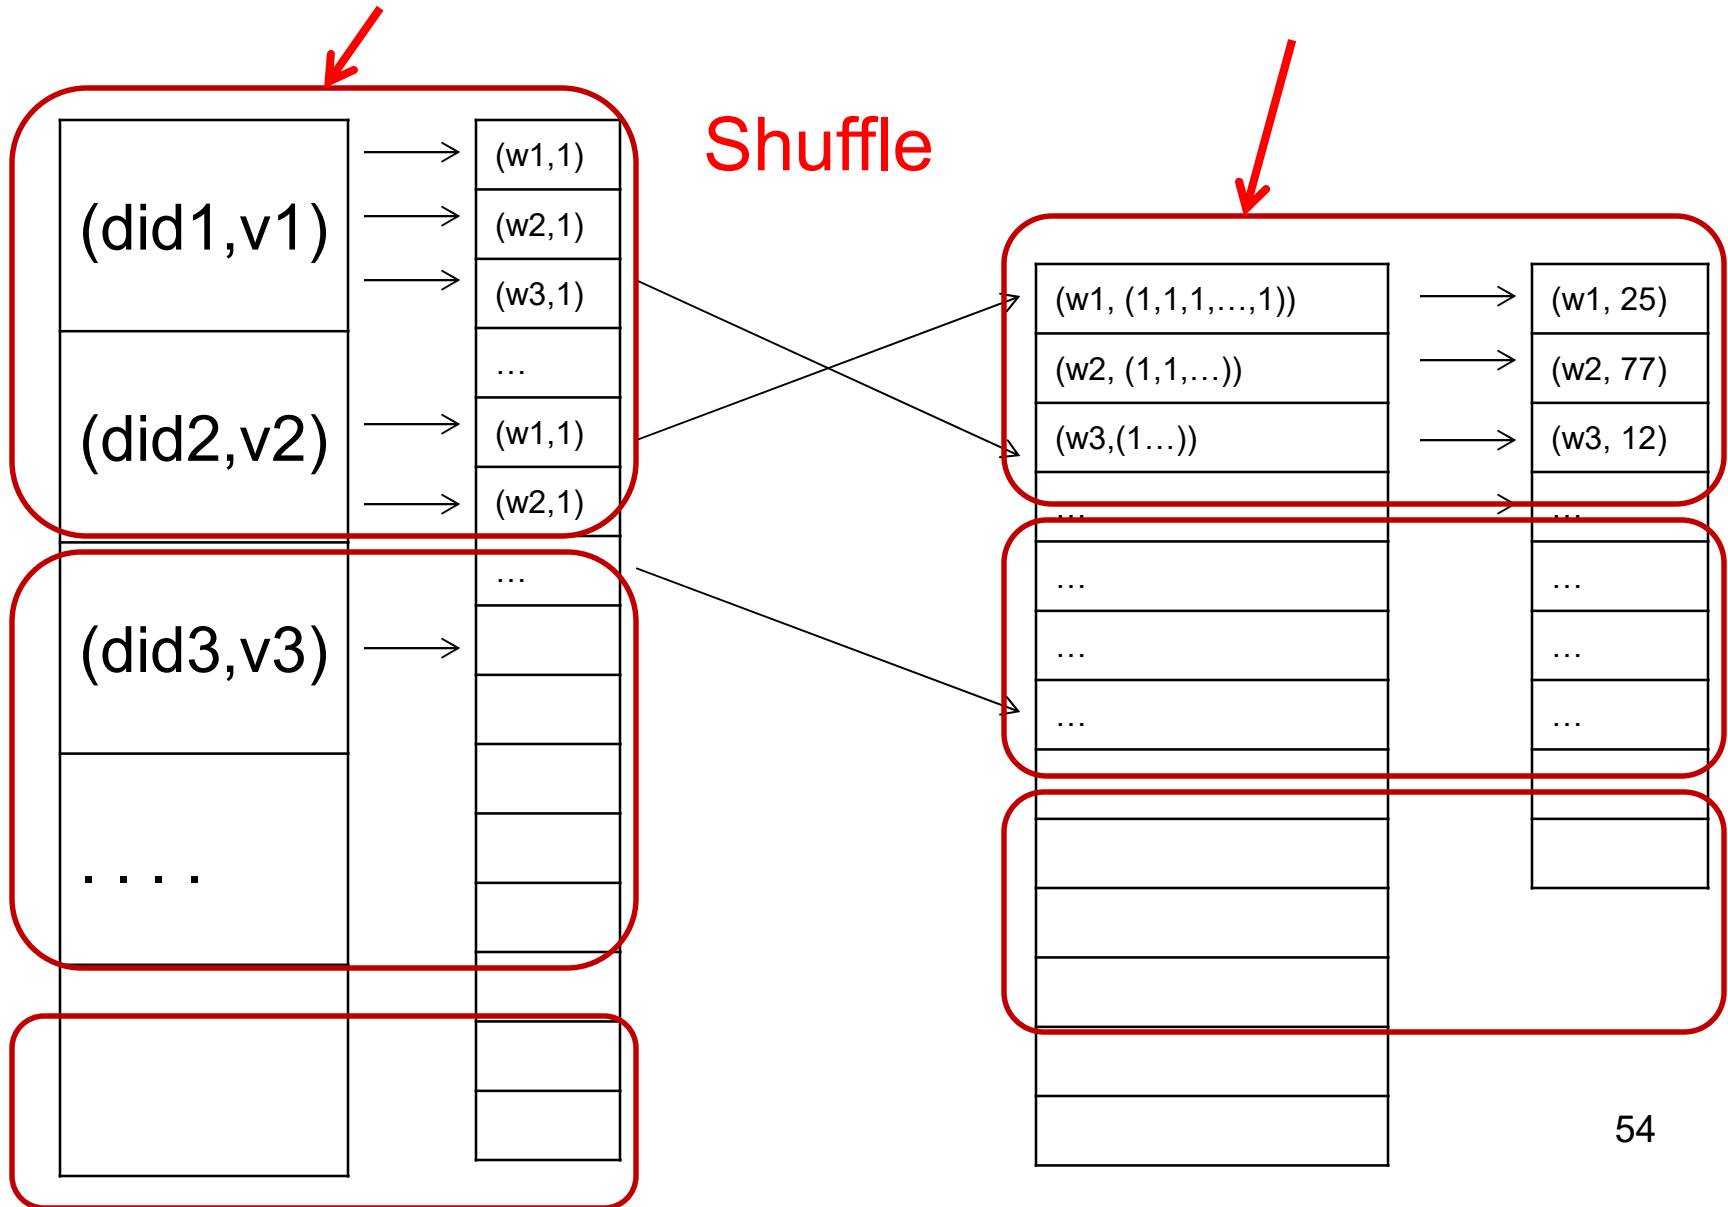 Shuffle
(did1,v1)
(did2,v2)
(did3,v3)
. . . .
(w1,1)
(w2,1)
(w3,1)
…
(w1,1)
(w2,1)
…
(w1, (1,1,1,…,1))
(w2, (1,1,…))
(w3,(1…))
…
…
…
…
(w1, 25)
(w2, 77)
(w3, 12)
…
…
…
…
54